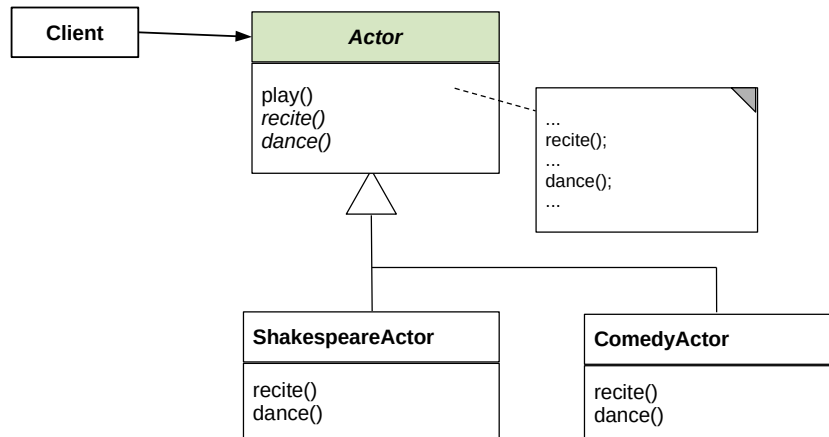 Client
Actor
play()
recite()
dance()
...
recite();
...
dance();
...
ShakespeareActor
recite()
dance()
ComedyActor
recite()
dance()